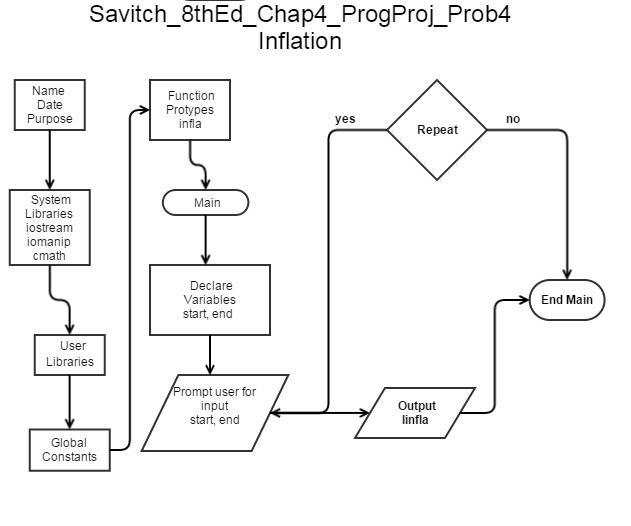 Savitch_8thEd_Chap4_ProgProj_Prob4
Inflation
Name
Date
Purpose
System
Libraries
iostream
iomanip
cmath
User
Libraries
Global
Constants
Function
Protypes
infla
Main
Declare
Variables
start, end
Prompt user for
input
start, end
yes
Repeat
no
Output
linfla
End Main